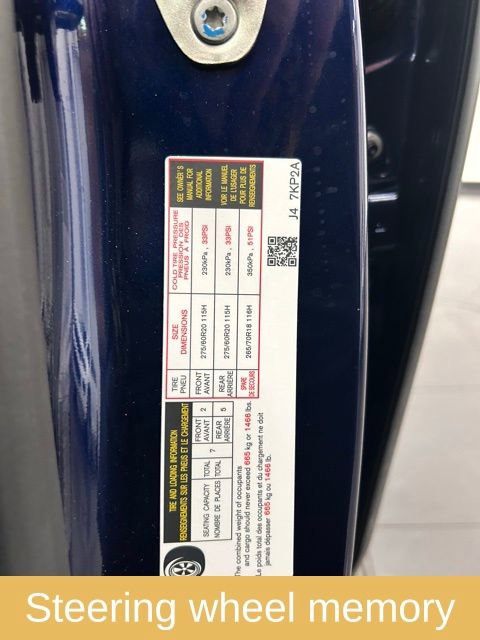 TIRE AND LOADING INFORMATION
RENSEIGNEMENTS SUR LES PNEUS ET LE CHARGEMENT
SEATING CAPACITY TOTAL 7 FRONT 2
NOMBRE DE PLACES TOTAL AVANT
REAR 5
ARRIÈRE
The combined weight of occupants
and cargo should never exceed 665 kg or 1466 lbs.
Le poids total des occupants et du chargement ne doit
jamais dépasser 665 kg ou 1466 lb.
TIRE SIZE COLD TIRE PRESSURE
PNEU DIMENSIONS PRESSION DES
PNEUS À FROID
FRONT
AVANT 275/60R20 115H 230kPa , 33PSI
REAR
ARRIÈRE 275/60R20 115H 230kPa , 33PSI
SPARE
DE SECOURS 265/70R18 116H 350kPa , 51PSI
SEE OWNER'S
MANUAL FOR
ADDITIONAL
INFORMATION
VOIR LE MANUEL
DE L'USAGER
POUR PLUS DE
RENSEIGNEMENTS
J4 7KP2A
Steering wheel memory